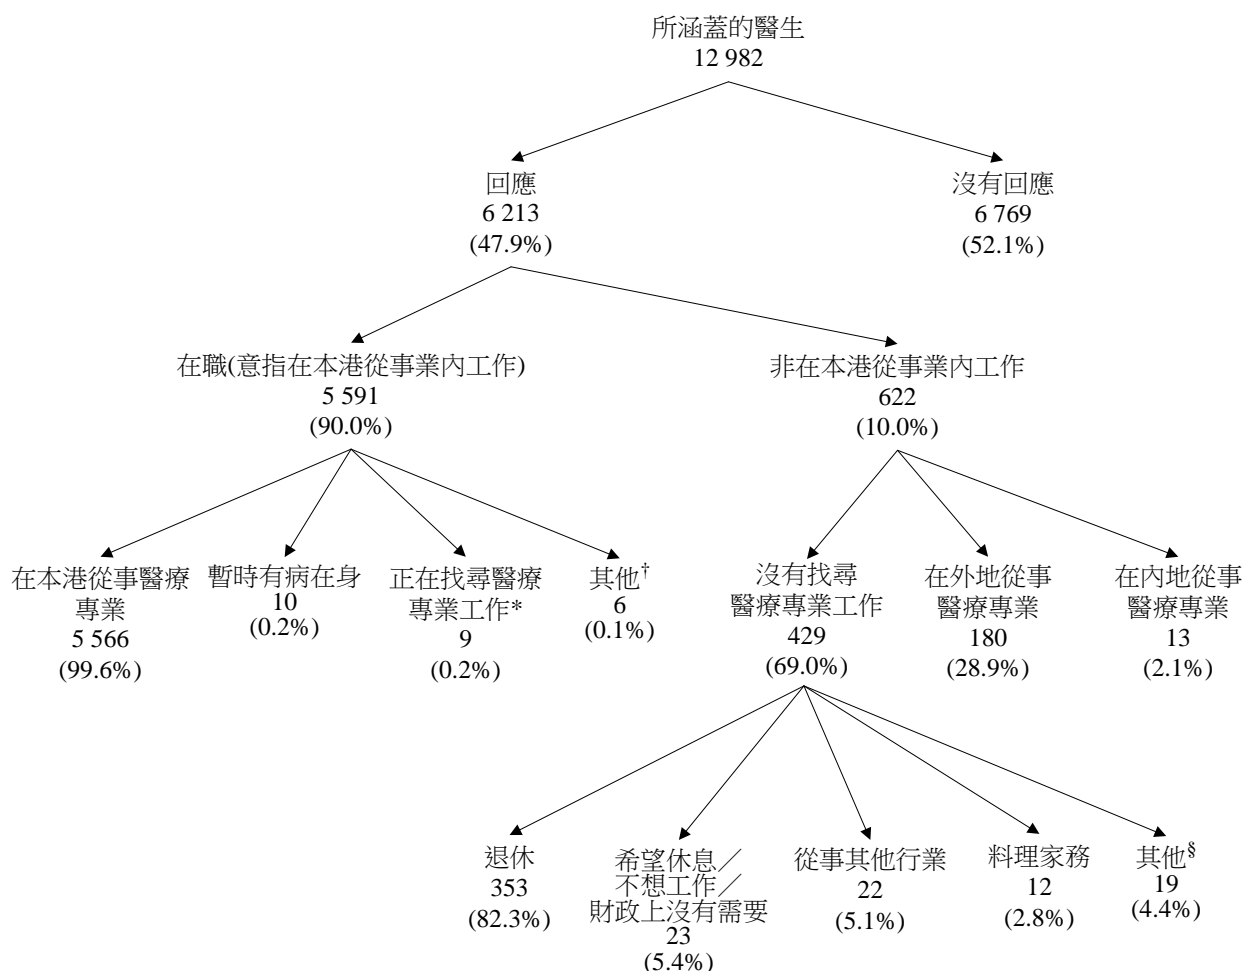 所涵蓋的醫生
12 982
回應
6 213
(47.9%)
沒有回應
6 769
(52.1%)
在職(意指在本港從事業內工作)
5 591
(90.0%)
非在本港從事業內工作
622
(10.0%)
在本港從事醫療
專業
5 566
(99.6%)
暫時有病在身
10
(0.2%)
正在找尋醫療
專業工作*
9
(0.2%)
其他†
6
(0.1%)
沒有找尋
醫療專業工作
429
(69.0%)
在外地從事
醫療專業
180
(28.9%)
在內地從事
醫療專業
13
(2.1%)
退休
353
(82.3%)
希望休息／
不想工作／
財政上沒有需要
23
(5.4%)
從事其他行業
22
(5.1%)
料理家務
12
(2.8%)
其他§
19
(4.4%)